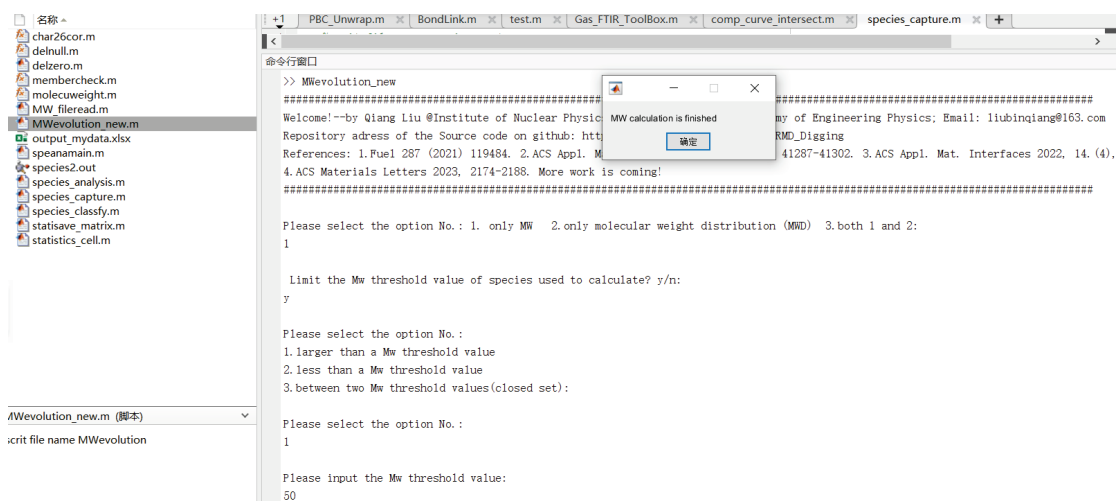 名称
char26cor.m
delnull.m
delzero.m
membercheck.m
molecuweight.m
MW_fileread.m
MWevolution_new.m
output_mydata.xlsx
speanamain.m
species2.out
species_analysis.m
species_capture.m
species_classfy.m
statisave_matrix.m
statistics_cell.m
MWevolution_new.m (脚本)
scrit file name MWevolution
+1 PBC_Unwrap.m BondLink.m test.m Gas_FTIR_ToolBox.m comp_curve_intersect.m species_capture.m +
命令行窗口
>> MWevolution_new
Welcome!--by Qiang Liu @Institute of Nuclear Physic my of Engineering Physics; Email: liubinqiang@163.com
Repository adress of the Source code on github: htt RMD_Digging
References: 1.Fuel 287 (2021) 119484. 2.ACS Appl. M 41287-41302. 3.ACS Appl. Mat. Interfaces 2022, 14.(4),
4.ACS Materials Letters 2023, 2174-2188. More work is coming!
Please select the option No.: 1. only MW 2.only molecular weight distribution (MWD) 3.both 1 and 2:
1
Limit the Mw threshold value of species used to calculate? y/n:
y
Please select the option No.:
1.larger than a Mw threshold value
2.less than a Mw threshold value
3.between two Mw threshold values(closed set):
Please select the option No.:
1
Please input the Mw threshold value:
50
MW calculation is finished
确定